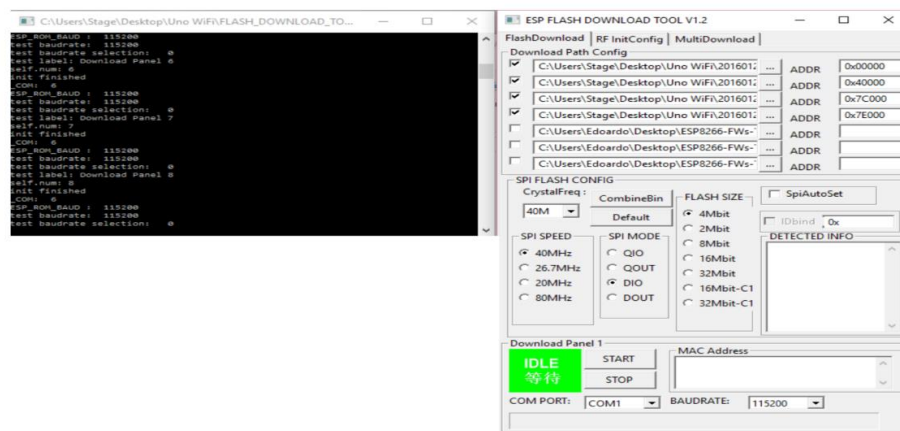 C:\Users\Stage\Desktop\Uno WiFi\FLASH_DOWNLOAD_TO...
ESP_ROM_BAUD : 115200
test baudrate: 115200
test baudrate selection: 0
test label: Download Panel 6
self.num: 6
init finished
_COM: 6
ESP_ROM_BAUD : 115200
test baudrate: 115200
test baudrate selection: 0
test label: Download Panel 7
self.num: 7
init finished
_COM: 6
ESP_ROM_BAUD : 115200
test baudrate: 115200
test baudrate selection: 0
test label: Download Panel 8
self.num: 8
init finished
_COM: 6
ESP_ROM_BAUD : 115200
test baudrate: 115200
test baudrate selection: 0
ESP FLASH DOWNLOAD TOOL V1.2
FlashDownload RF InitConfig MultiDownload
Download Path Config
C:\Users\Stage\Desktop\Uno WiFi\201601 ... ADDR 0x00000
C:\Users\Stage\Desktop\Uno WiFi\201601 ... ADDR 0x40000
C:\Users\Stage\Desktop\Uno WiFi\201601 ... ADDR 0x7C000
C:\Users\Stage\Desktop\Uno WiFi\201601 ... ADDR 0x7E000
C:\Users\Edoardo\Desktop\ESP8266-FWs- ... ADDR
C:\Users\Edoardo\Desktop\ESP8266-FWs- ... ADDR
C:\Users\Edoardo\Desktop\ESP8266-FWs- ... ADDR
SPI FLASH CONFIG
CrystalFreq :
40M
CombineBin
Default
SPI SPEED
40MHz
26.7MHz
20MHz
80MHz
SPI MODE
QIO
QOUT
DIO
DOUT
FLASH SIZE
4Mbit
2Mbit
8Mbit
16Mbit
32Mbit
16Mbit-C1
32Mbit-C1
SpiAutoSet
IDbind 0x
DETECTED INFO
Download Panel 1
IDLE
等待
START
STOP
MAC Address
COM PORT: COM1 BAUDRATE: 115200